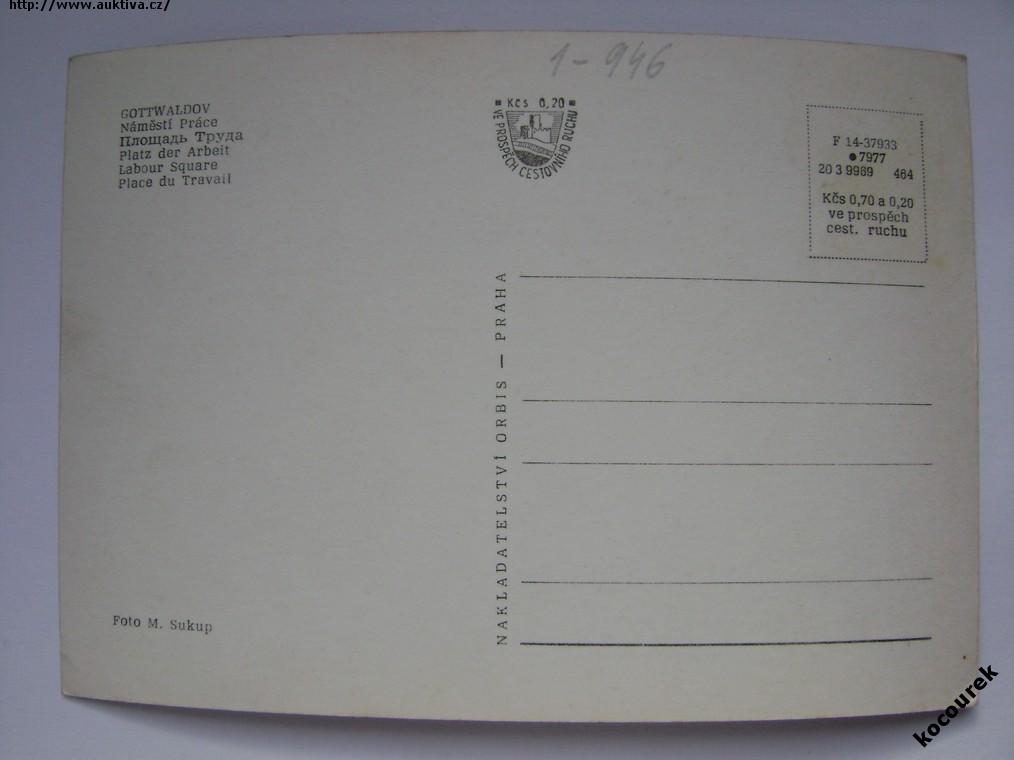 http://www.auktiva.cz/
1-946
GOTTWALDOV
Náměstí Práce
Площадь Труда
Platz der Arbeit
Labour Square
Place du Travail
Kčs 0,20
VE PROSPĚCH CESTOVNÍHO RUCHU
F 14-37933
7977
20 3 9969 464
Kčs 0,70 a 0,20
ve prospěch
cest. ruchu
NAKLADATELSTVÍ ORBIS — PRAHA
Foto M. Sukup
kocourek